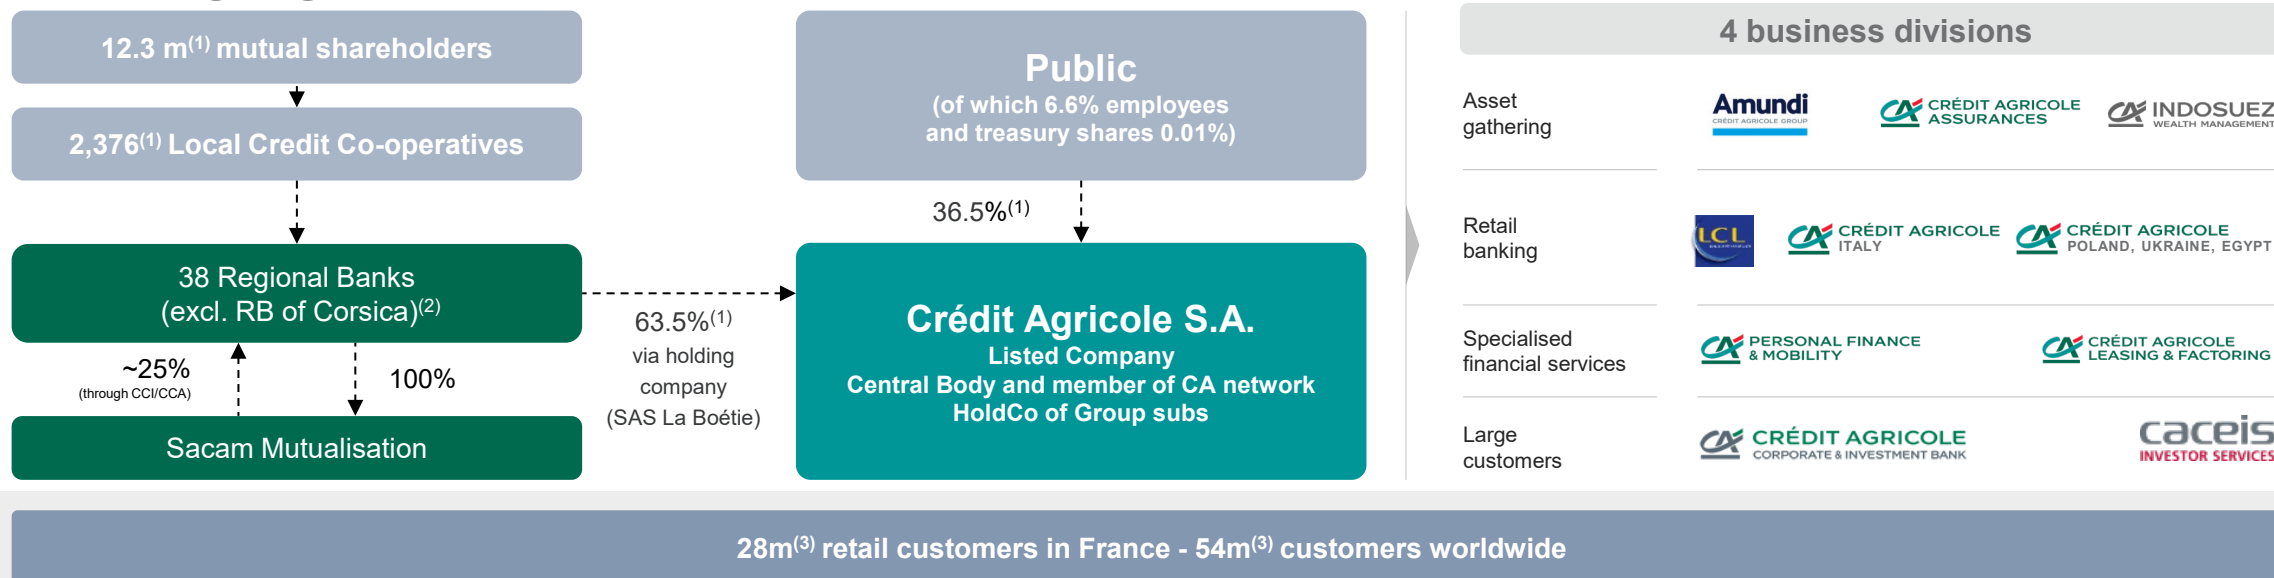 12.3 m(1) mutual shareholders
2,376(1) Local Credit Co-operatives
38 Regional Banks
(excl. RB of Corsica)(2)
~25%
(through CCI/CCA)
100%
Sacam Mutualisation
63.5%(1)
via holding
company
(SAS La Boétie)
Public
(of which 6.6% employees
and treasury shares 0.01%)
36.5%(1)
Crédit Agricole S.A.
Listed Company
Central Body and member of CA network
HoldCo of Group subs
4 business divisions
Asset
gathering
Amundi
CRÉDIT AGRICOLE GROUP
CRÉDIT AGRICOLE
ASSURANCES
INDOSUEZ
WEALTH MANAGEMENT
Retail
banking
LCL
CRÉDIT AGRICOLE
ITALY
CRÉDIT AGRICOLE
POLAND, UKRAINE, EGYPT
Specialised
financial services
PERSONAL FINANCE
& MOBILITY
CRÉDIT AGRICOLE
LEASING & FACTORING
Large
customers
CRÉDIT AGRICOLE
CORPORATE & INVESTMENT BANK
caceis
INVESTOR SERVICES
28m(3) retail customers in France - 54m(3) customers worldwide